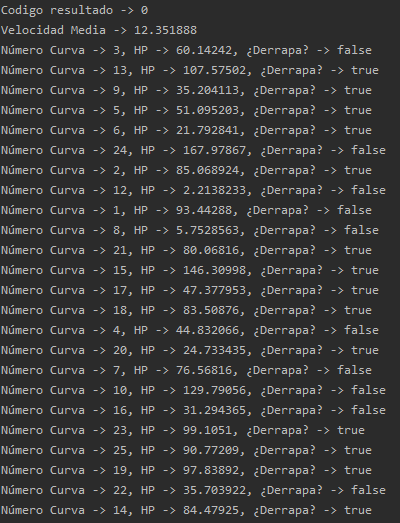 Codigo resultado -> 0
Velocidad Media -> 12.351888
Número Curva -> 3, HP -> 60.14242, ¿Derrapa? -> false
Número Curva -> 13, HP -> 107.57502, ¿Derrapa? -> true
Número Curva -> 9, HP -> 35.204113, ¿Derrapa? -> true
Número Curva -> 5, HP -> 51.095203, ¿Derrapa? -> true
Número Curva -> 6, HP -> 21.792841, ¿Derrapa? -> true
Número Curva -> 24, HP -> 167.97867, ¿Derrapa? -> false
Número Curva -> 2, HP -> 85.068924, ¿Derrapa? -> true
Número Curva -> 12, HP -> 2.2138233, ¿Derrapa? -> false
Número Curva -> 1, HP -> 93.44288, ¿Derrapa? -> false
Número Curva -> 8, HP -> 5.7528563, ¿Derrapa? -> false
Número Curva -> 21, HP -> 80.06816, ¿Derrapa? -> true
Número Curva -> 15, HP -> 146.30998, ¿Derrapa? -> true
Número Curva -> 17, HP -> 47.377953, ¿Derrapa? -> true
Número Curva -> 18, HP -> 83.50876, ¿Derrapa? -> true
Número Curva -> 4, HP -> 44.832066, ¿Derrapa? -> false
Número Curva -> 20, HP -> 24.733435, ¿Derrapa? -> true
Número Curva -> 7, HP -> 76.56816, ¿Derrapa? -> false
Número Curva -> 10, HP -> 129.79056, ¿Derrapa? -> false
Número Curva -> 16, HP -> 31.294365, ¿Derrapa? -> false
Número Curva -> 23, HP -> 99.1051, ¿Derrapa? -> true
Número Curva -> 25, HP -> 90.77209, ¿Derrapa? -> true
Número Curva -> 19, HP -> 97.83892, ¿Derrapa? -> true
Número Curva -> 22, HP -> 35.703922, ¿Derrapa? -> false
Número Curva -> 14, HP -> 84.47925, ¿Derrapa? -> true